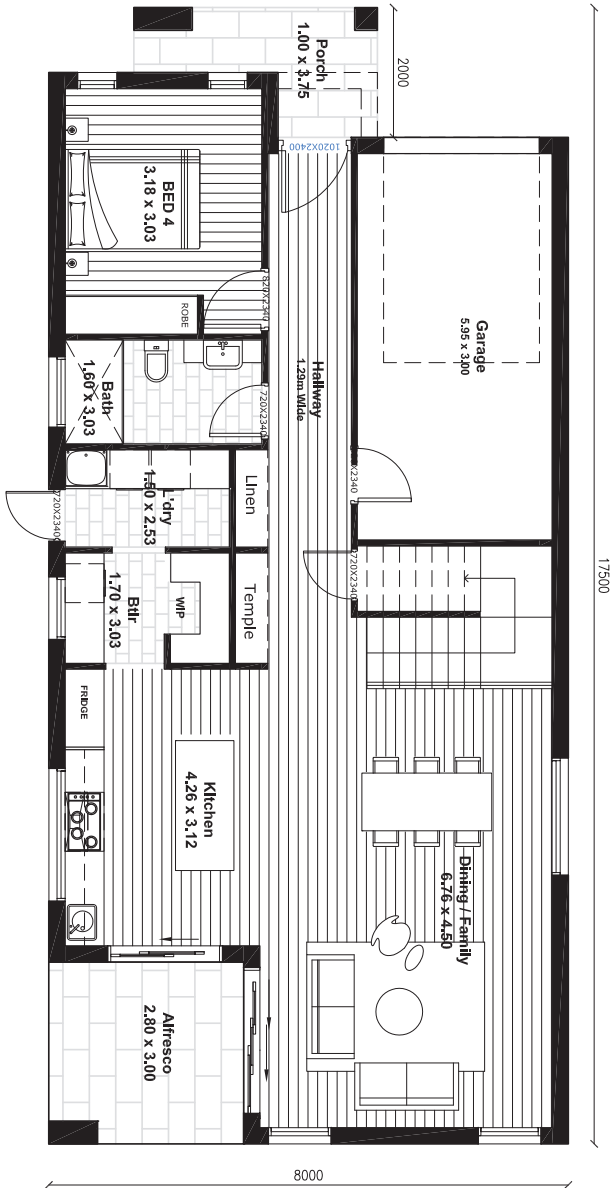 Porch
1.00 x 3.75
2000
1020X2400
BED 4
3.18 x 3.03
ROBE
820X2340
Garage
5.95 x 3.00
Hallway
1.29m Wide
Bath
1.60 x 3.03
720X2340
L'dry
1.50 x 2.53
Linen
720X2340
Temple
WIP
Btlr
1.70 x 3.03
720X2340
17500
FRIDGE
Kitchen
4.26 x 3.12
Dining / Family
6.76 x 4.50
Alfresco
2.80 x 3.00
8000